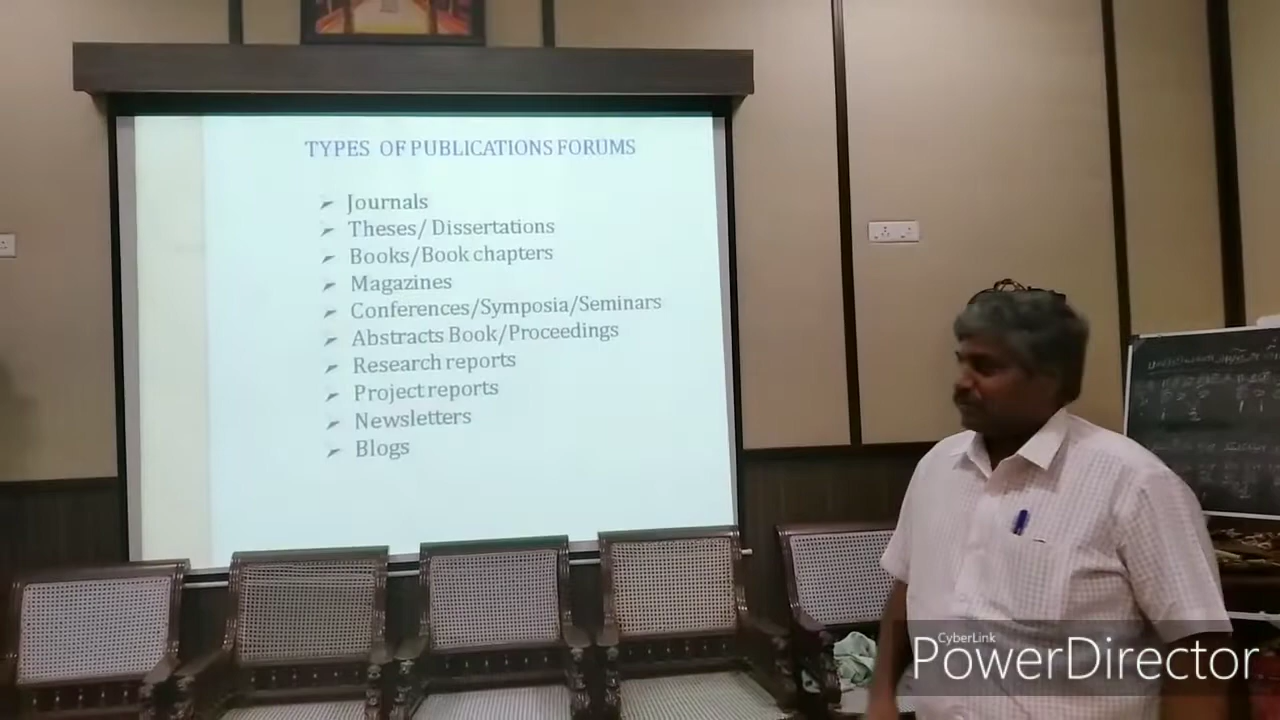 TYPES OF PUBLICATIONS FORUMS
Journals
Theses/ Dissertations
Books/Book chapters
Magazines
Conferences/Symposia/Seminars
Abstracts Book/Proceedings
Research reports
Project reports
Newsletters
Blogs
CyberLink
PowerDirector